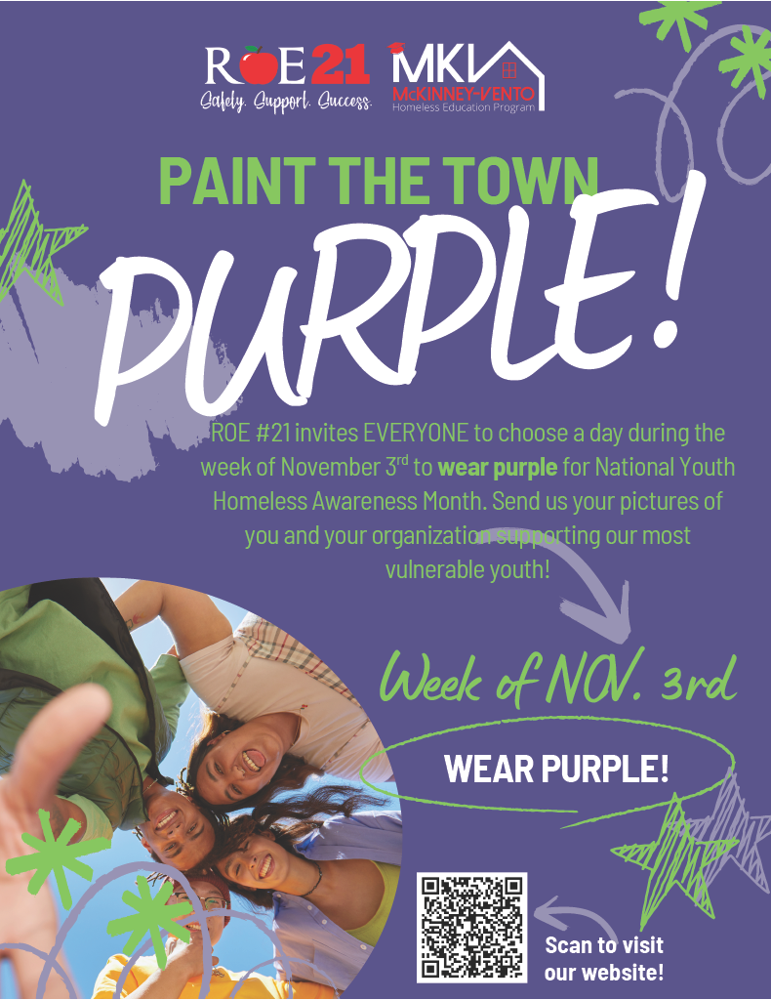 ROE 21
Safety. Support. Success.
MKV
McKINNEY-VENTO
Homeless Education Program
PAINT THE TOWN
PURPLE!
ROE #21 invites EVERYONE to choose a day during the
week of November 3rd to wear purple for National Youth
Homeless Awareness Month. Send us your pictures of
you and your organization supporting our most
vulnerable youth!
Week of NOV. 3rd
WEAR PURPLE!
Scan to visit
our website!